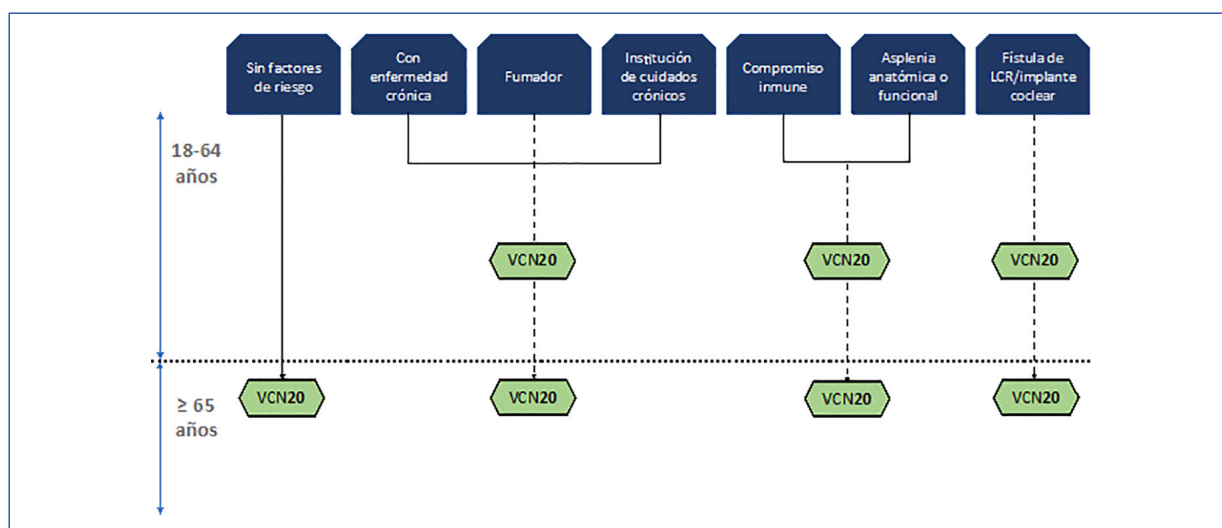 Sin factores
de riesgo
Con
enfermedad
crónica
Fumador
Institución
de cuidados
crónicos
Compromiso
inmune
Asplenia
anatómica o
funcional
Fístula de
LCR/implante
coclear
18-64
años
VCN20
VCN20
VCN20
≥ 65
años
VCN20
VCN20
VCN20
VCN20